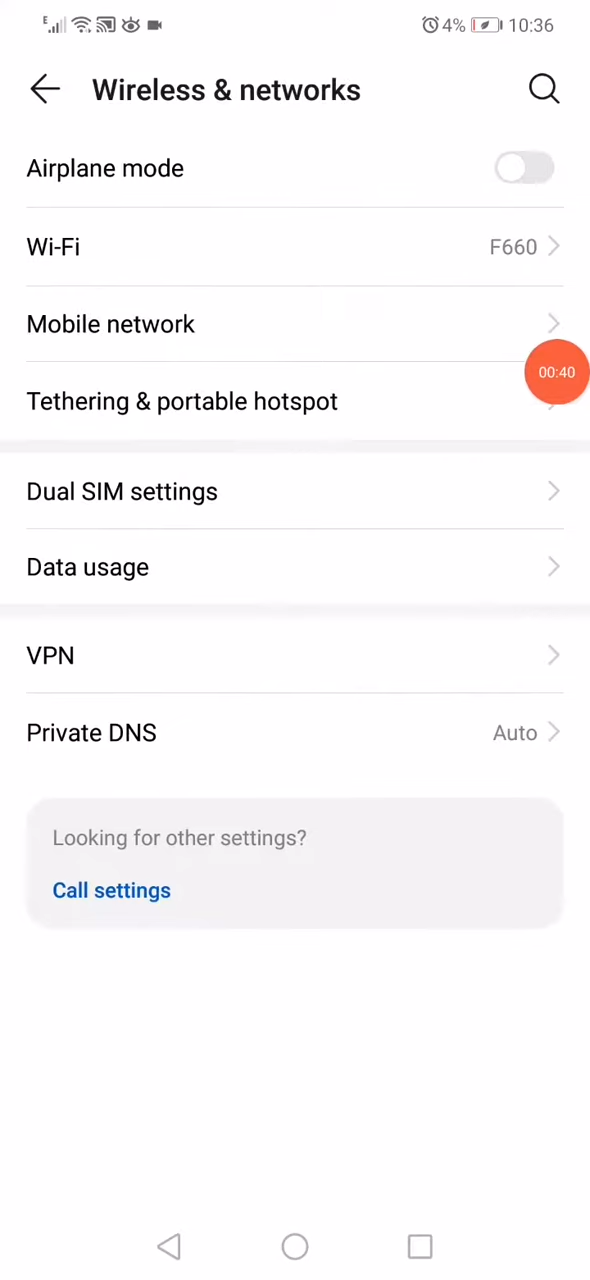 E 4% 10:36
Wireless & networks
Airplane mode
Wi-Fi F660
Mobile network
00:40
Tethering & portable hotspot
Dual SIM settings
Data usage
VPN
Private DNS Auto
Looking for other settings?
Call settings